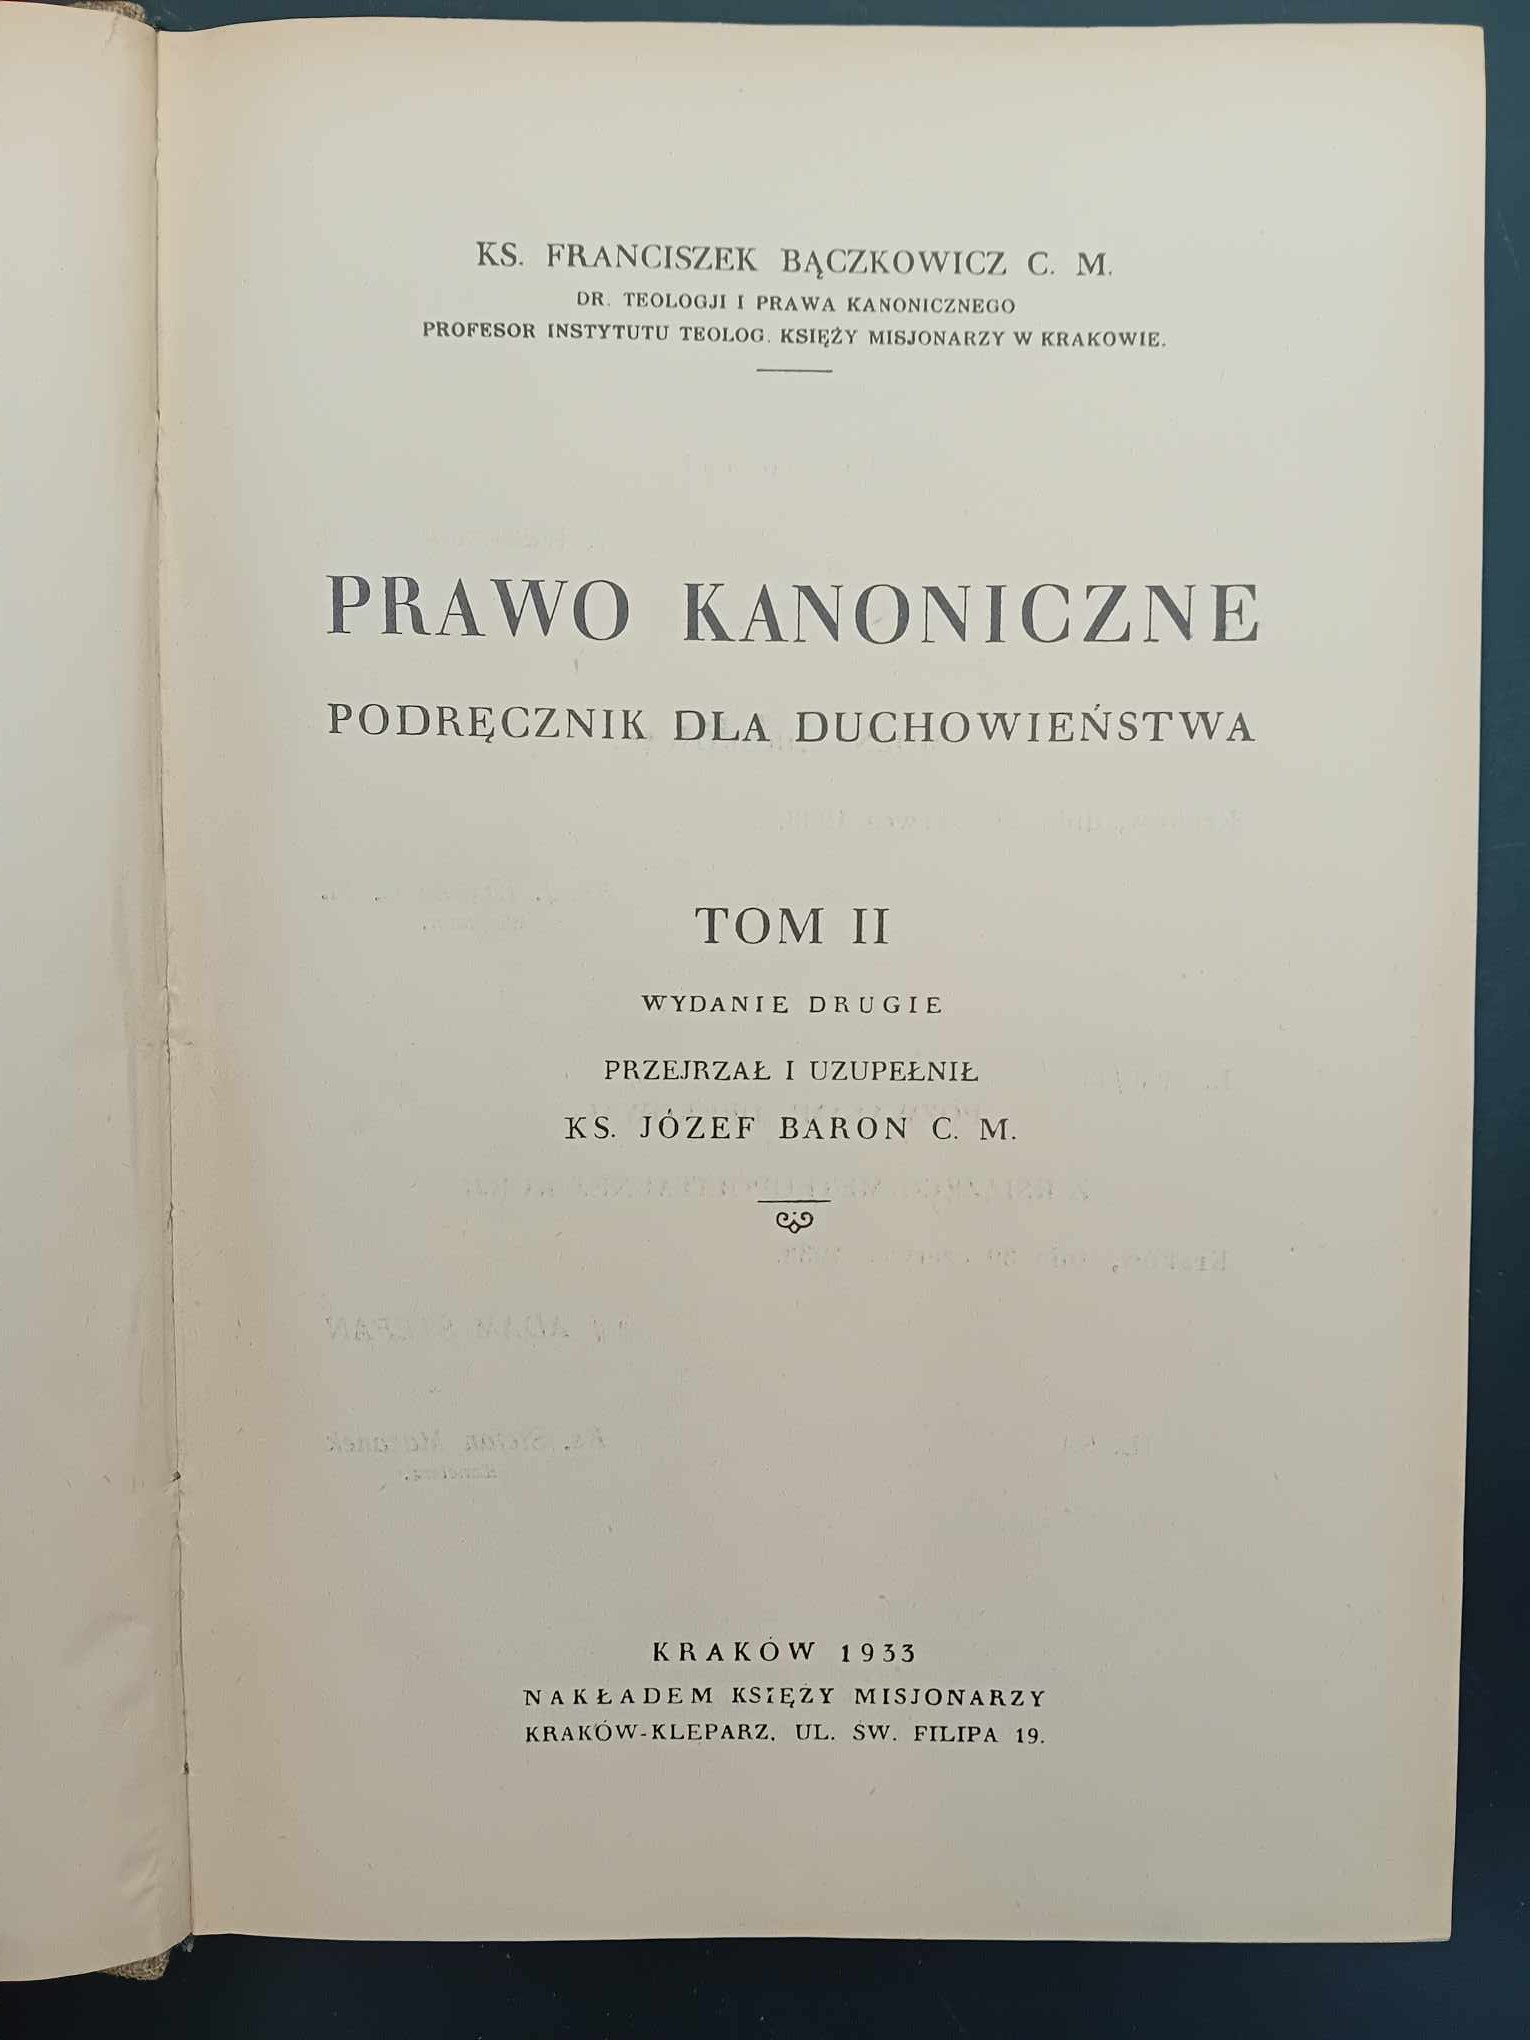 KS. FRANCISZEK BĄCZKOWICZ C. M.
DR. TEOLOGJI I PRAWA KANONICZNEGO
PROFESOR INSTYTUTU TEOLOG. KSIĘŻY MISJONARZY W KRAKOWIE.
PRAWO KANONICZNE
PODRĘCZNIK DLA DUCHOWIEŃSTWA
TOM II
WYDANIE DRUGIE
PRZEJRZAŁ I UZUPEŁNIŁ
KS. JÓZEF BARON C. M.
KRAKÓW 1933
NAKŁADEM KSIĘŻY MISJONARZY
KRAKÓW-KLEPARZ, UL. ŚW. FILIPA 19.